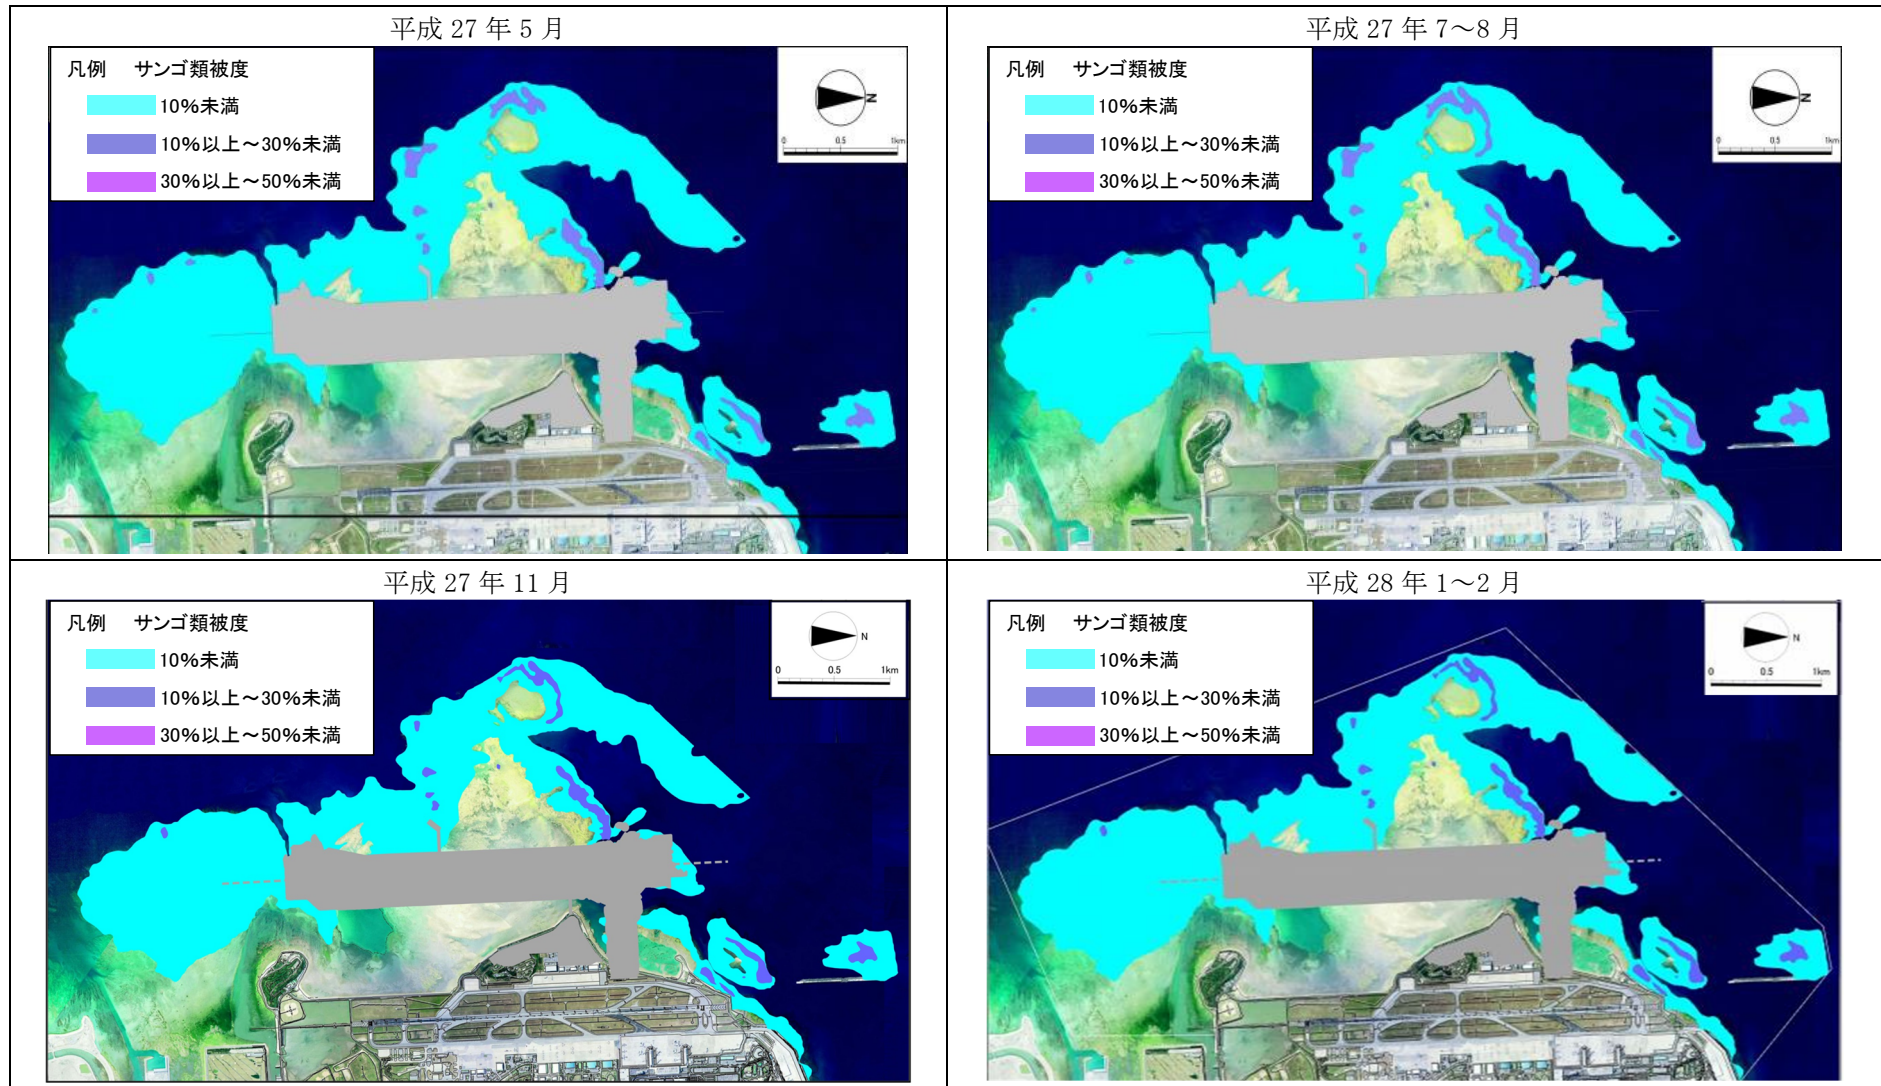 平成 27 年 5 月
凡例 サンゴ類被度
10%未満
10%以上～30%未満
30%以上～50%未満
N
0 0.5 1km
平成 27 年 7～8 月
凡例 サンゴ類被度
10%未満
10%以上～30%未満
30%以上～50%未満
N
0 0.5 1km
平成 27 年 11 月
凡例 サンゴ類被度
10%未満
10%以上～30%未満
30%以上～50%未満
N
0 0.5 1km
平成 28 年 1～2 月
凡例 サンゴ類被度
10%未満
10%以上～30%未満
30%以上～50%未満
N
0 0.5 1km